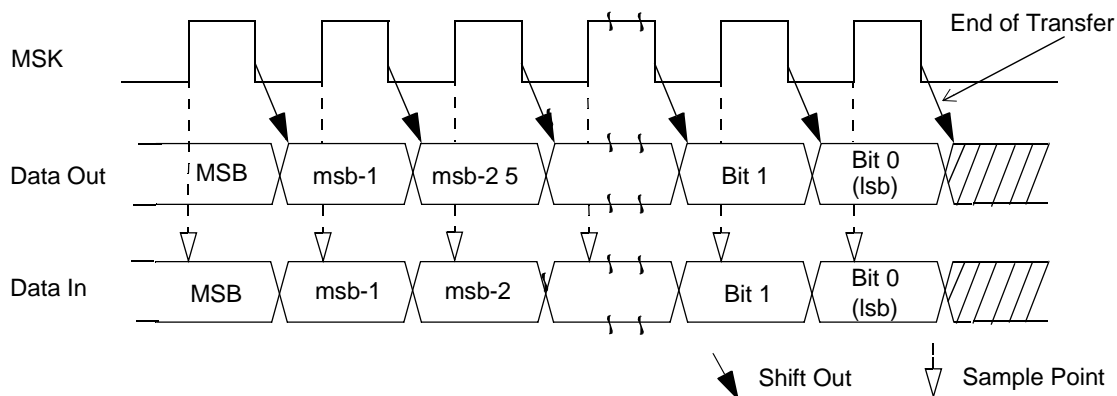 End of Transfer
MSK
Data Out MSB msb-1 msb-2 5 Bit 1 Bit 0
(lsb)
Data In MSB msb-1 msb-2 Bit 1 Bit 0
(lsb)
Shift Out Sample Point